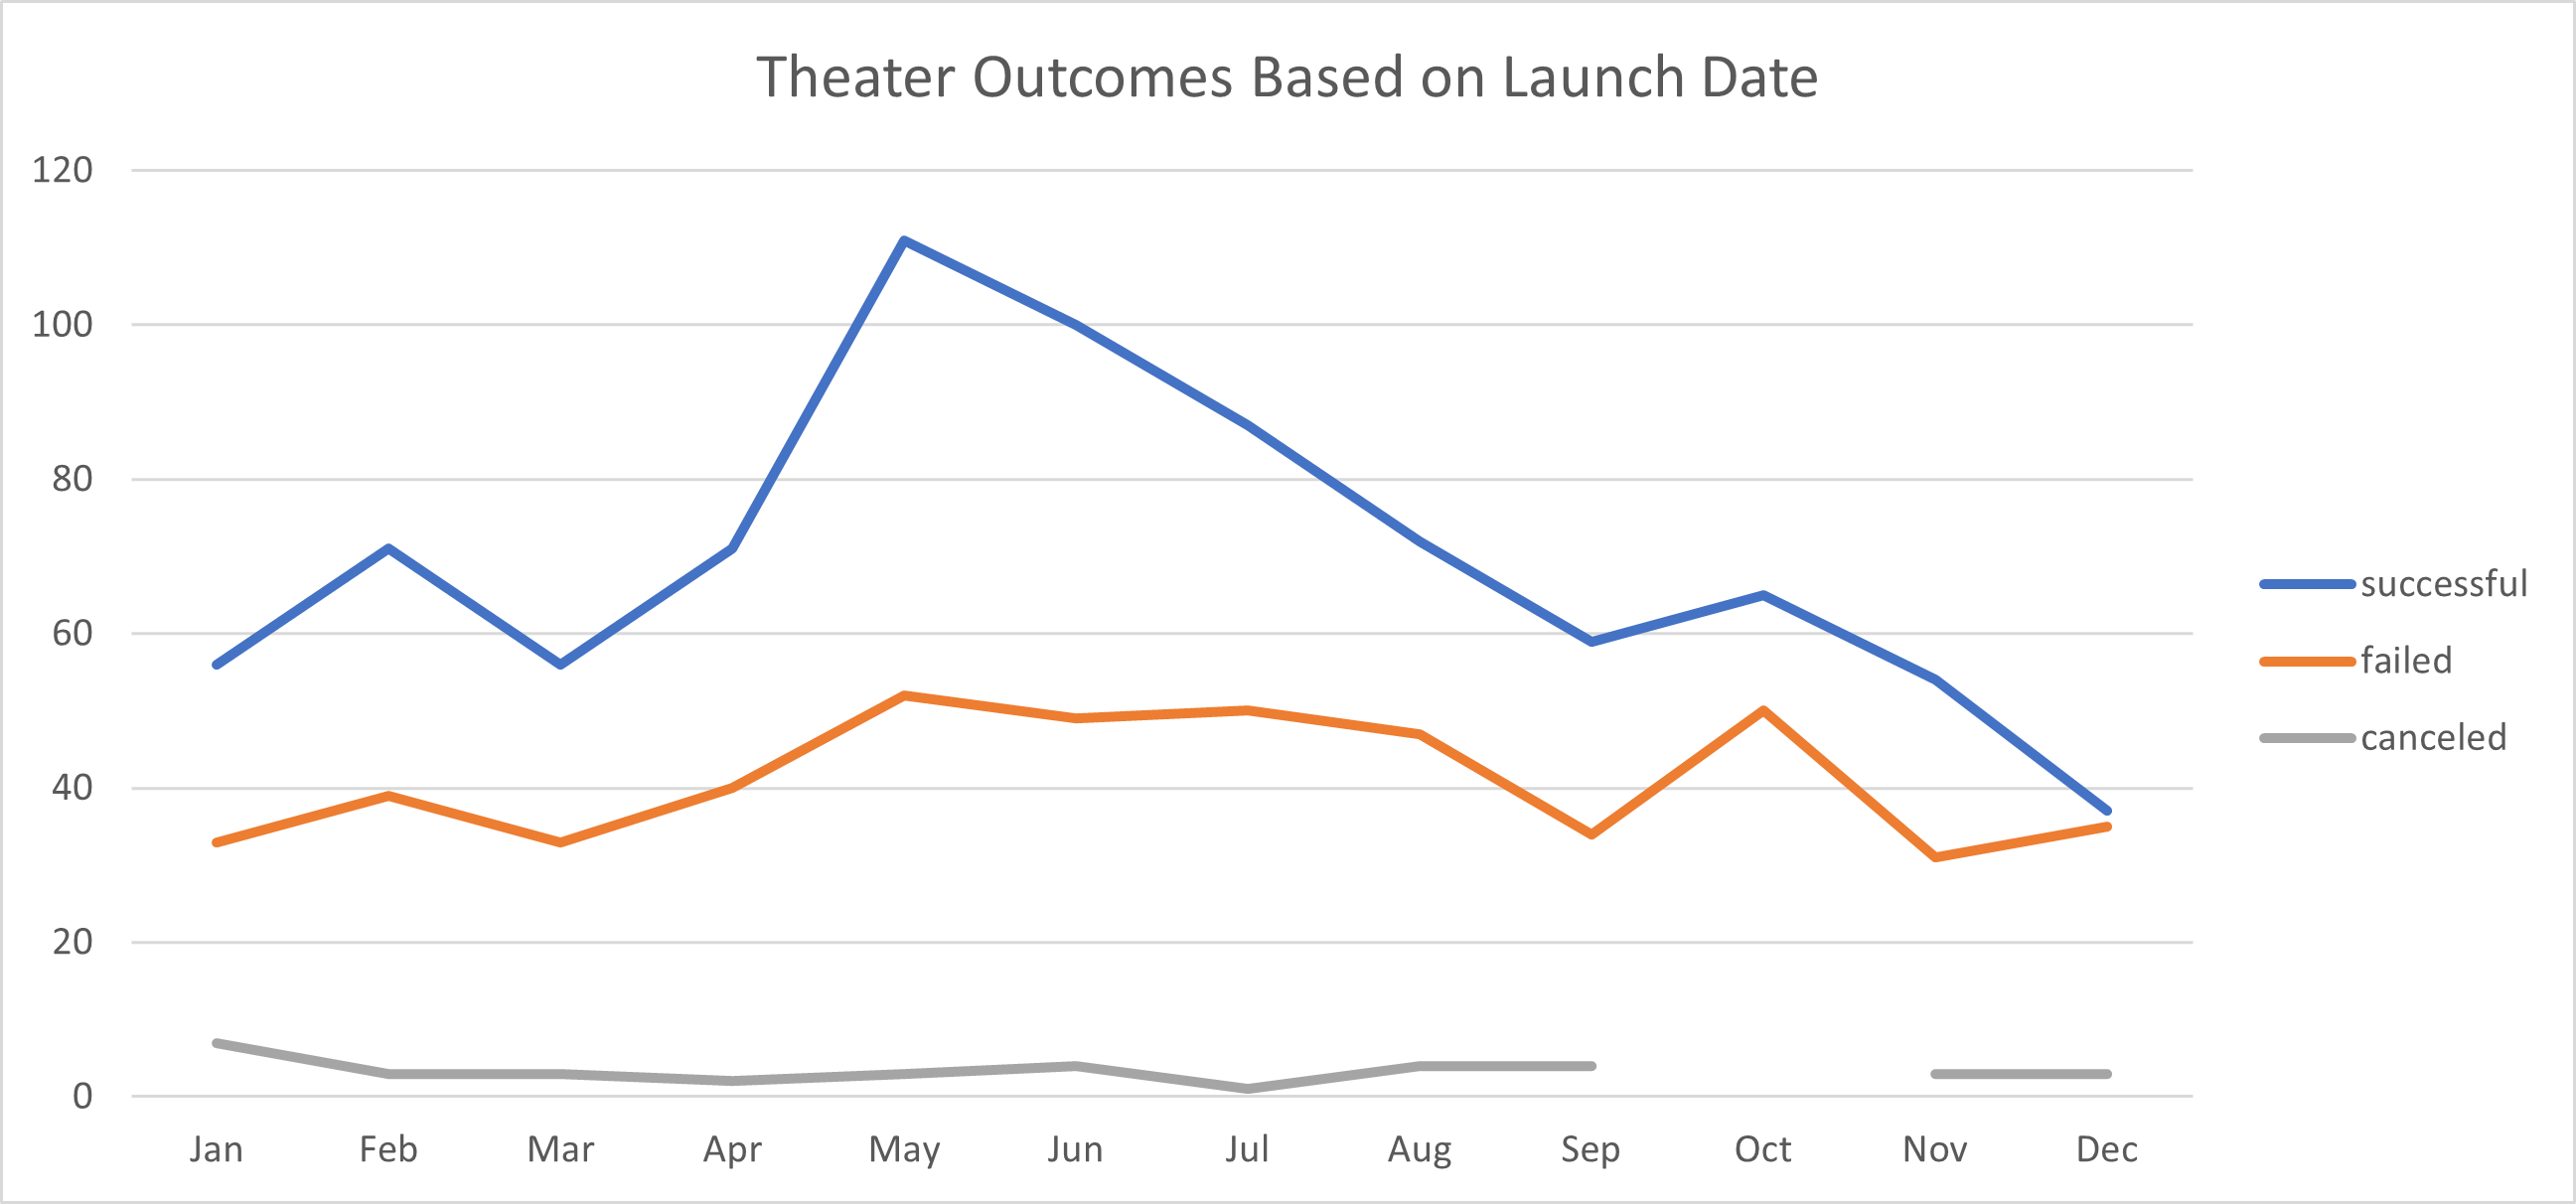 Theater Outcomes Based on Launch Date
120
100
80
60
40
20
0
Jan Feb Mar Apr May Jun Jul Aug Sep Oct Nov Dec
successful
failed
canceled